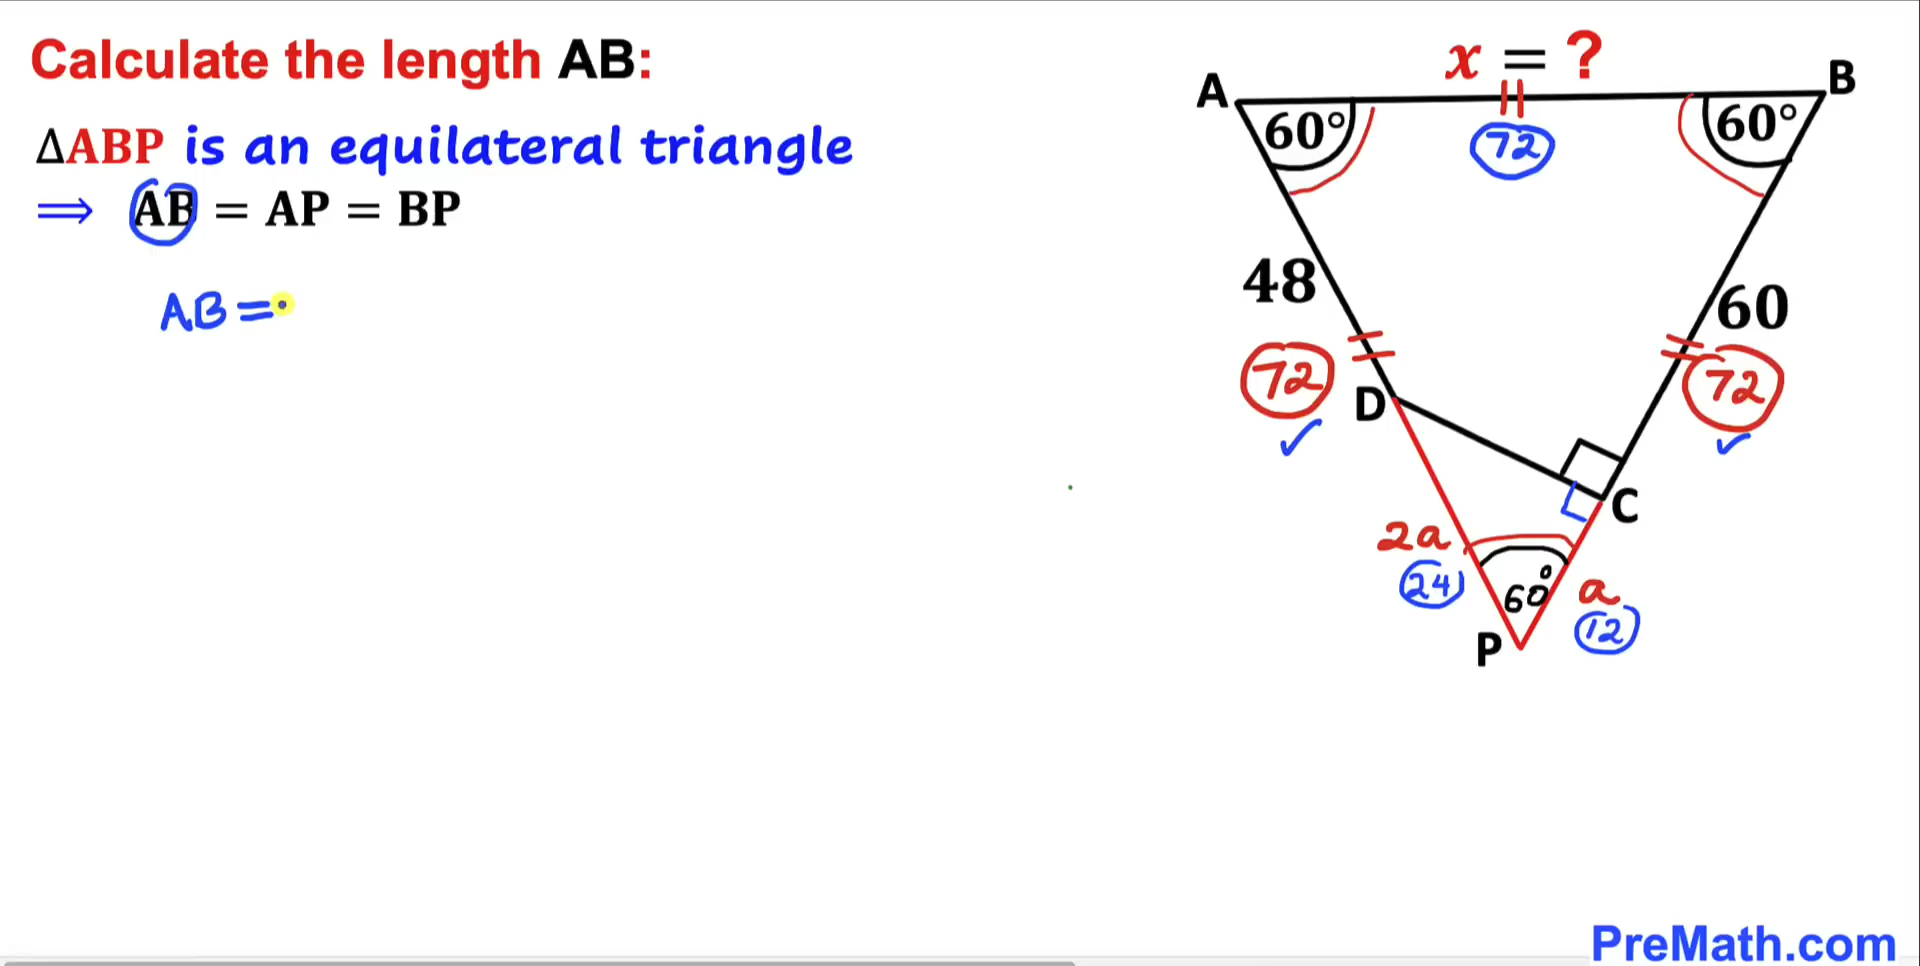 Calculate the length AB:
ΔABP is an equilateral triangle
⟹ AB = AP = BP
AB =
x = ?
A
B
60°
60°
72
48
60
72
72
D
C
2a
24
60°
a
12
P
PreMath.com